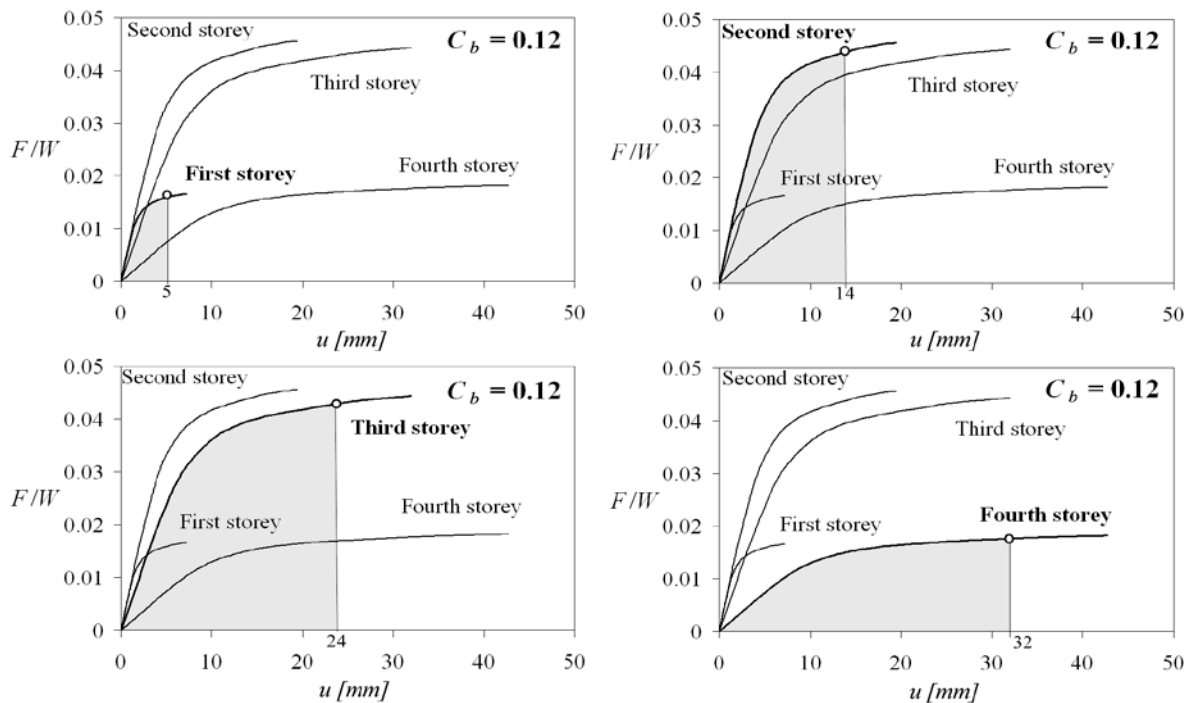 0.05
Second storey
C b = 0.12
0.04
Third storey
0.03
F/W
0.02
First storey
Fourth storey
0.01
0
5
0 10 20 30 40 50
u [mm]
0.05
Second storey
C b = 0.12
0.04
Third storey
0.03
F/W
0.02
First storey
Fourth storey
0.01
0
14
0 10 20 30 40 50
u [mm]
0.05
Second storey
C b = 0.12
0.04
Third storey
0.03
F/W
0.02
First storey
Fourth storey
0.01
0
24
0 10 20 30 40 50
u [mm]
0.05
Second storey
C b = 0.12
0.04
Third storey
0.03
F/W
0.02
First storey
Fourth storey
0.01
0
32
0 10 20 30 40 50
u [mm]